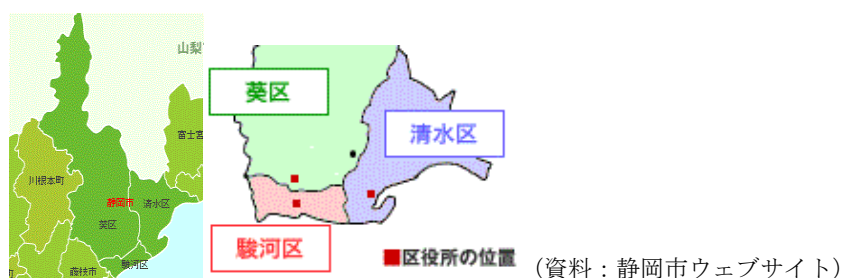 山梨
富士宮
川根本町
静岡市
清水区
葵区
藤枝市
駿河区
葵区
清水区
駿河区
■区役所の位置
（資料：静岡市ウェブサイト）